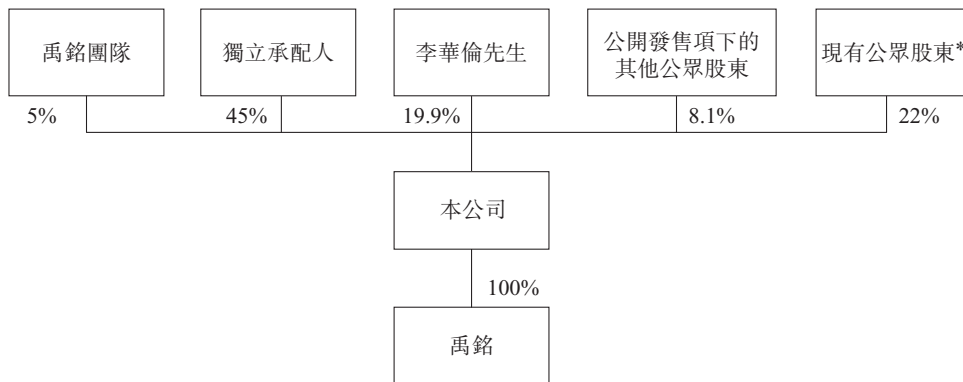 禹銘團隊
獨立承配人
李華倫先生
公開發售項下的
其他公眾股東
現有公眾股東*
5%
45%
19.9%
8.1%
22%
本公司
100%
禹銘